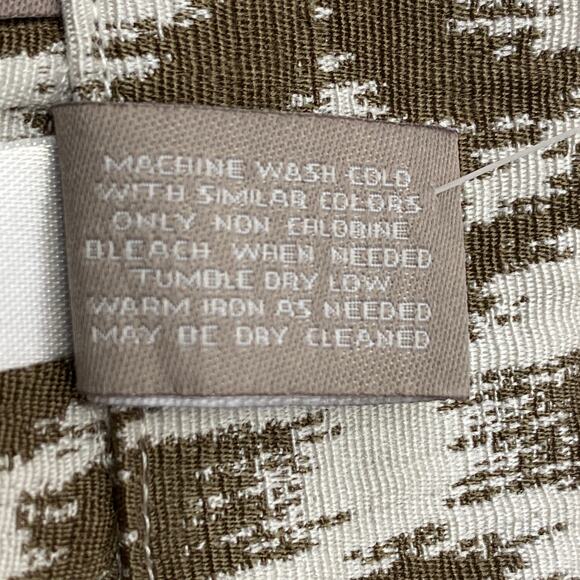 MACHINE WASH COLD
WITH SIMILAR COLORS
ONLY NON CHLORINE
BLEACH WHEN NEEDED
TUMBLE DRY LOW
WARM IRON AS NEEDED
MAY BE DRY CLEANED